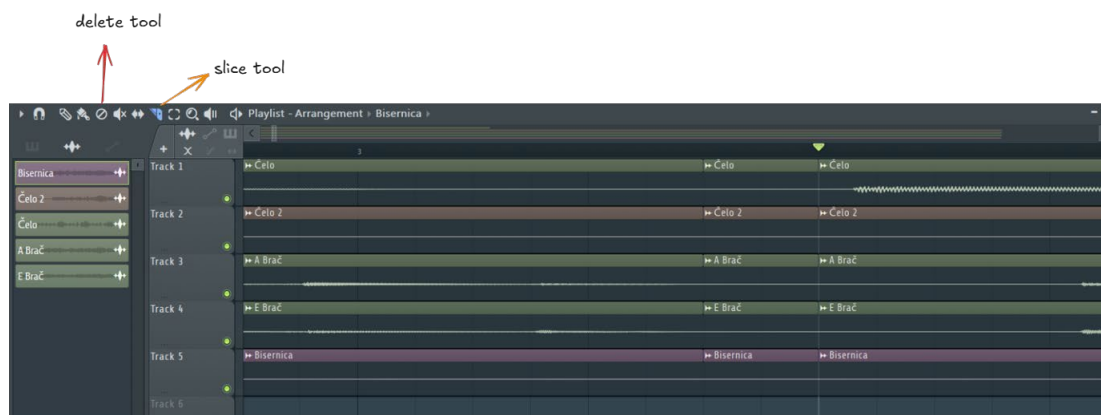 delete tool
slice tool
Playlist - Arrangement › Bisernica ›
3
Bisernica
Čelo 2
Čelo
A Brač
E Brač
Track 1
Čelo
Čelo
Čelo
Track 2
Čelo 2
Čelo 2
Čelo 2
Track 3
A Brač
A Brač
A Brač
Track 4
E Brač
E Brač
E Brač
Track 5
Bisernica
Bisernica
Bisernica
Track 6